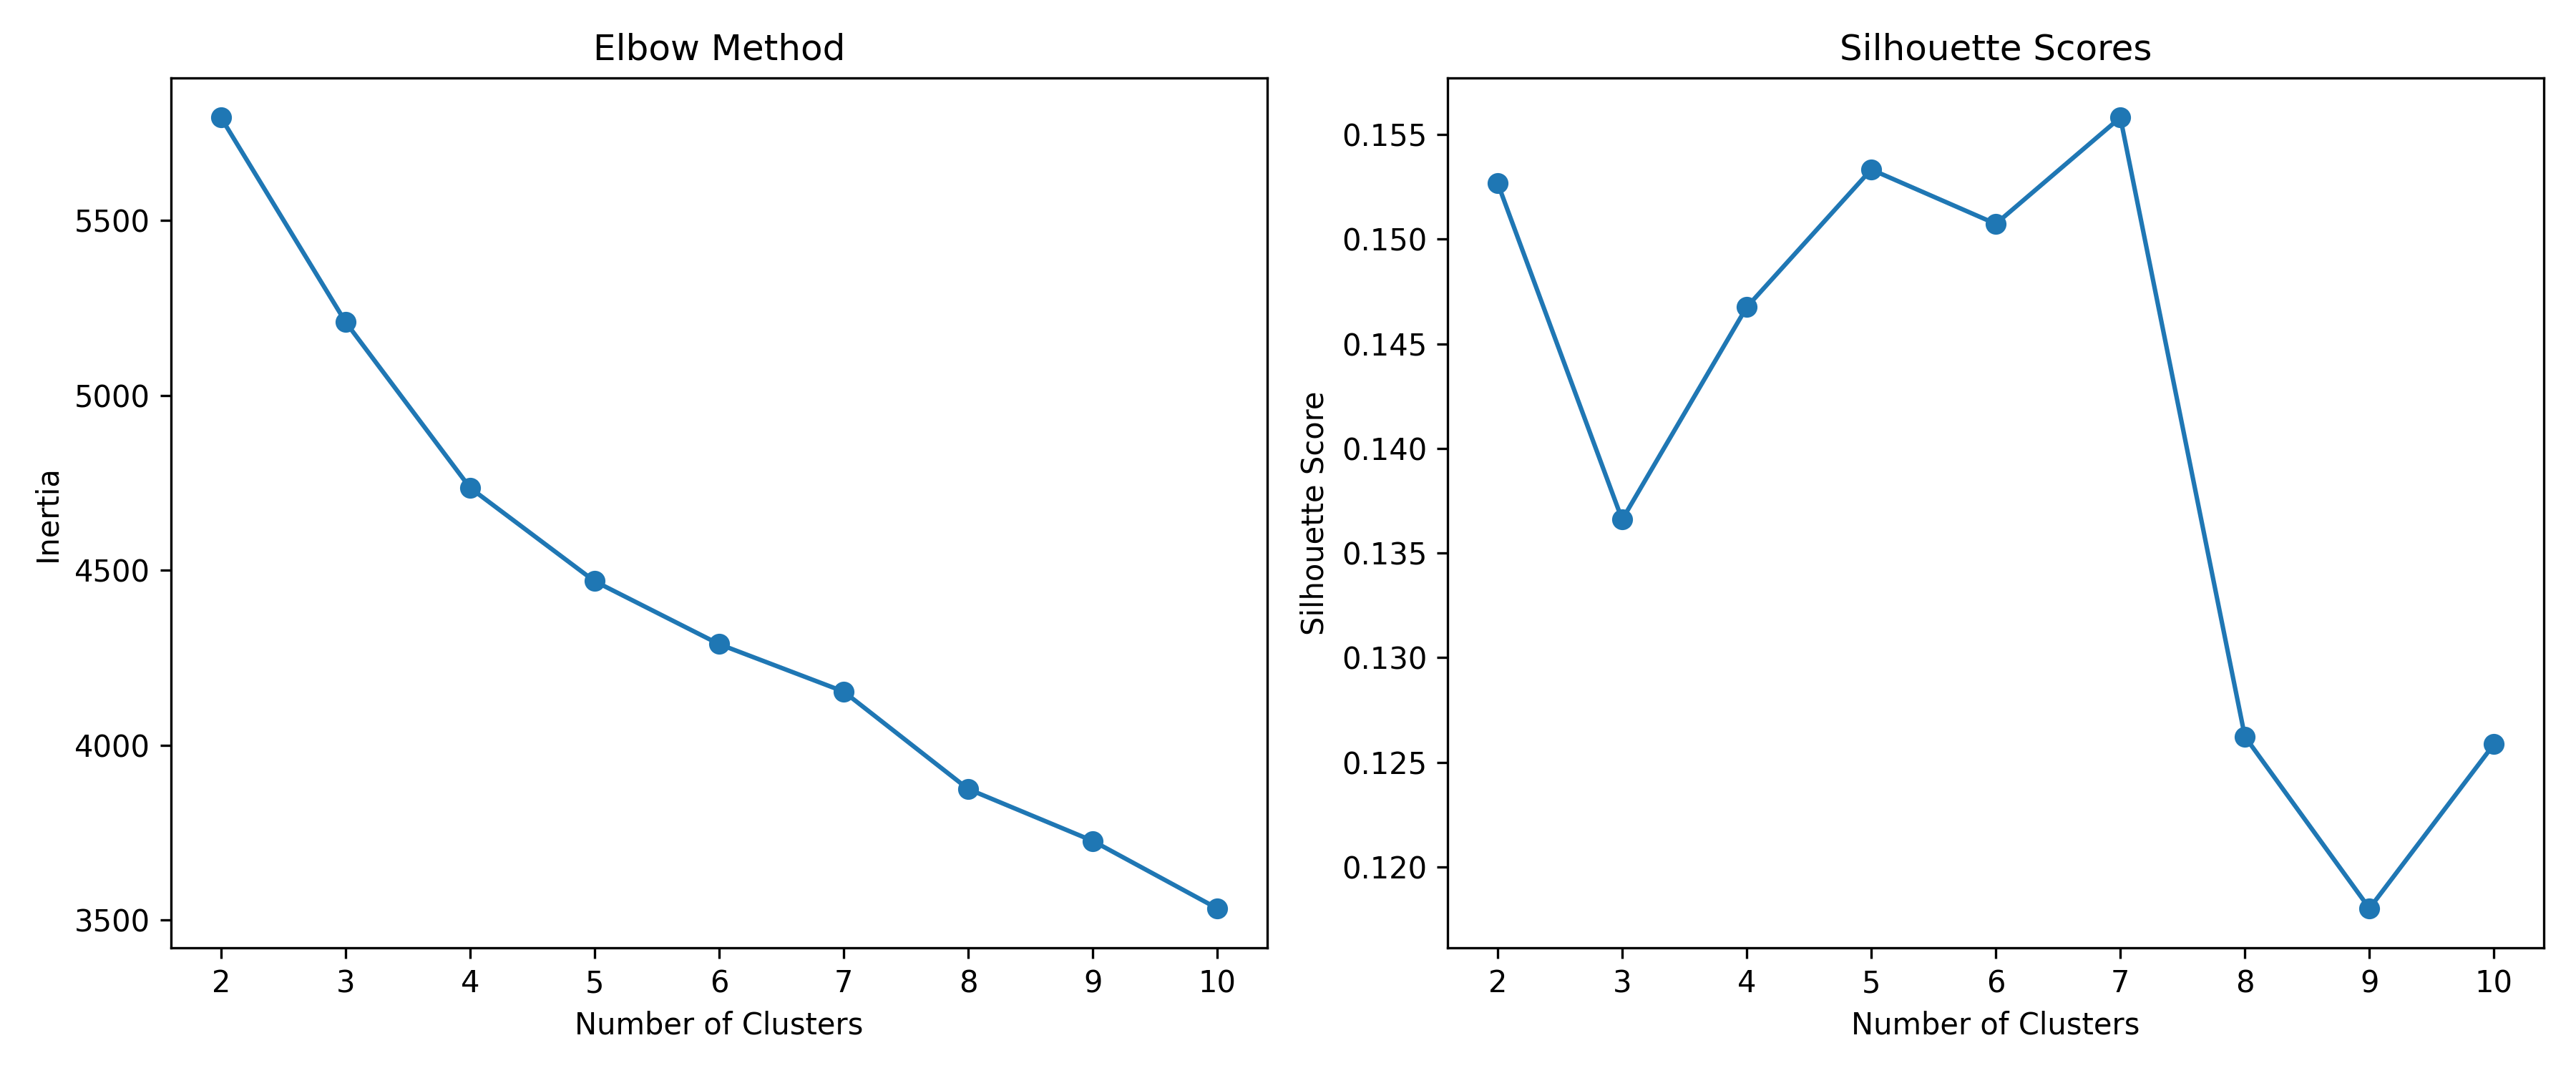 Elbow Method
Inertia
5500
5000
4500
4000
3500
2 3 4 5 6 7 8 9 10
Number of Clusters
Silhouette Scores
Silhouette Score
0.155
0.150
0.145
0.140
0.135
0.130
0.125
0.120
2 3 4 5 6 7 8 9 10
Number of Clusters